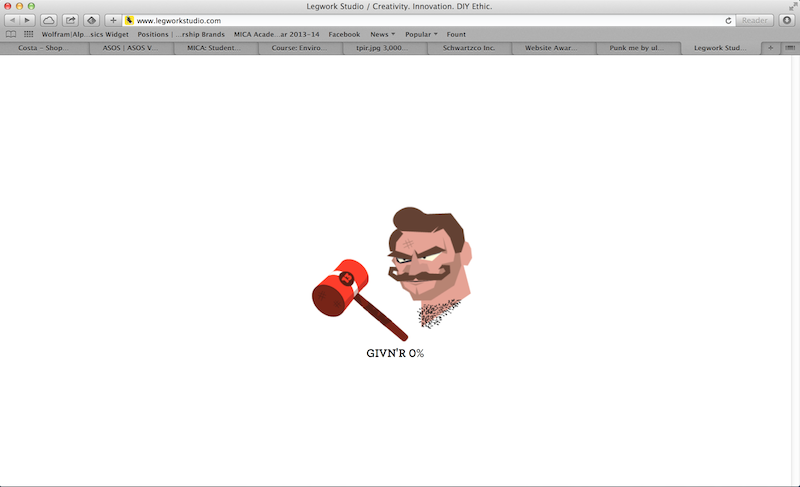 Legwork Studio / Creativity. Innovation. DIY Ethic.
www.legworkstudio.com
Reader
Wolfram|Alp...sics Widget Positions | ...rship Brands MICA Acade...ar 2013-14 Facebook News Popular Fount
Costa - Shop... ASOS | ASOS V... MICA: Student... Course: Enviro... tpir.jpg 3,000... Schwartzco Inc. Website Awar... Punk me by ul... Legwork Stud...
GIVN'R 0%